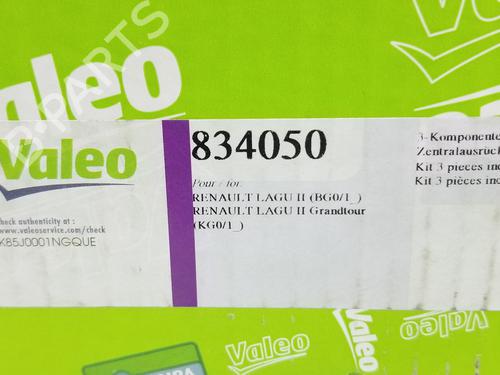 Valeo
B-PARTS
Valeo
834050
Pour / for
RENAULT LAGU II (BG0/1_)
RENAULT LAGU II Grandtour
(KG0/1_)
3-Komponente
Zentralausrück
Kit 3 pieces inc
Kit 3 pièces inc
check authenticity at :
www.valeoservice.com/check
K85J0001NGQUE
Valeo
Valeo
Valeo